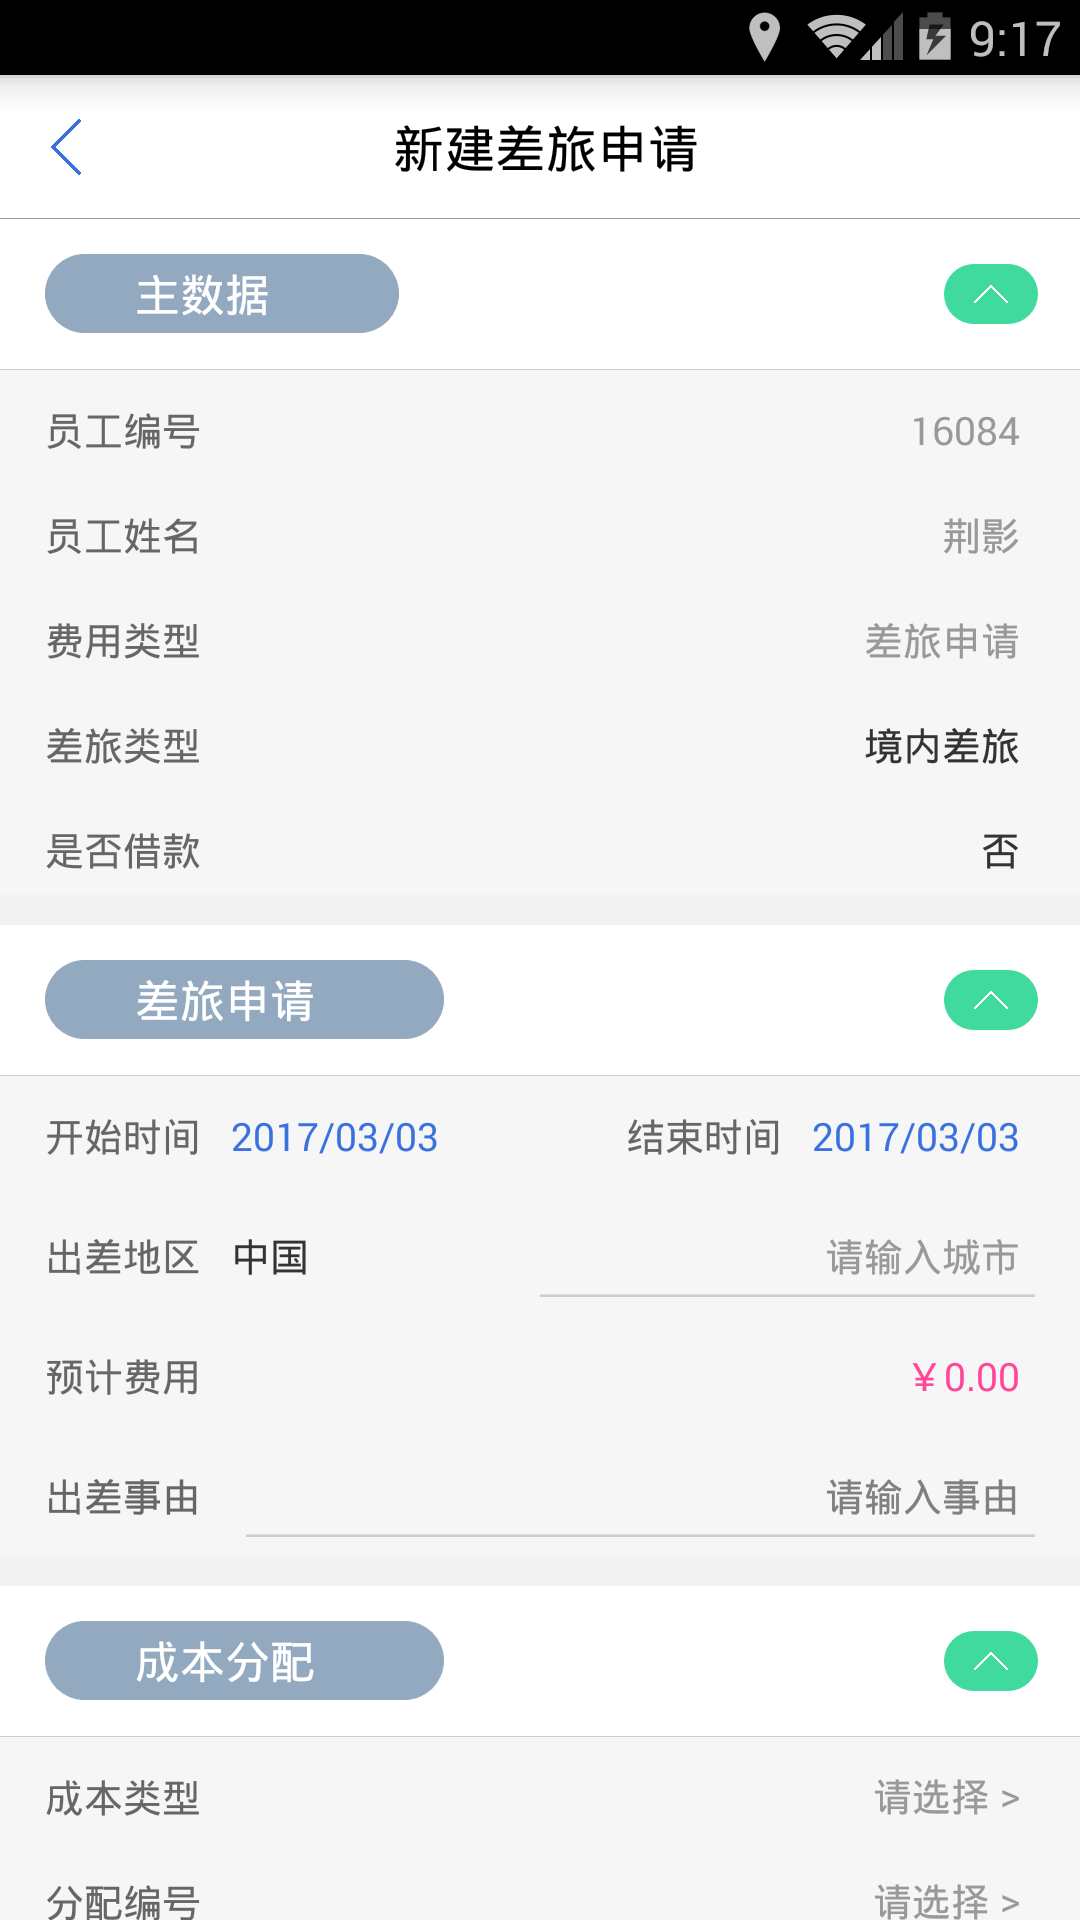 9:17
新建差旅申请
主数据
员工编号 16084
员工姓名 荆影
费用类型 差旅申请
差旅类型 境内差旅
是否借款 否
差旅申请
开始时间 2017/03/03 结束时间 2017/03/03
出差地区 中国 请输入城市
预计费用 ¥0.00
出差事由 请输入事由
成本分配
成本类型 请选择 >
分配编号 请选择 >